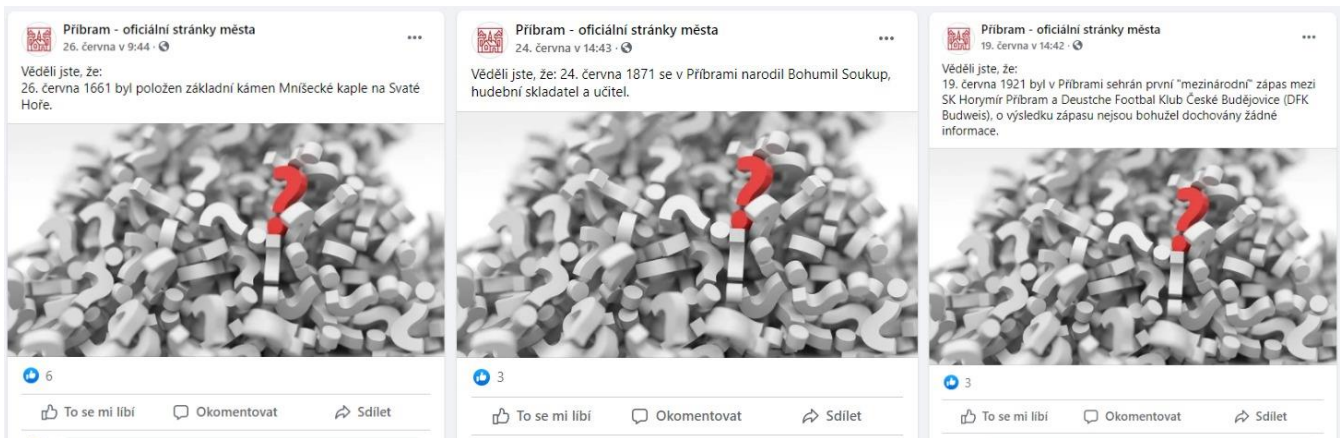 Příbram - oficiální stránky města
26. června v 9:44 ·
Věděli jste, že:
26. června 1661 byl položen základní kámen Mníšecké kaple na Svaté
Hoře.
6
To se mi líbí
Okomentovat
Sdílet
Příbram - oficiální stránky města
24. června v 14:43 ·
Věděli jste, že: 24. června 1871 se v Příbrami narodil Bohumil Soukup,
hudební skladatel a učitel.
3
To se mi líbí
Okomentovat
Sdílet
Příbram - oficiální stránky města
19. června v 14:42 ·
Věděli jste, že:
19. června 1921 byl v Příbrami sehrán první "mezinárodní" zápas mezi
SK Horymír Příbram a Deustche Footbal Klub České Budějovice (DFK
Budweis), o výsledku zápasu nejsou bohužel dochovány žádné
informace.
3
To se mi líbí
Okomentovat
Sdílet